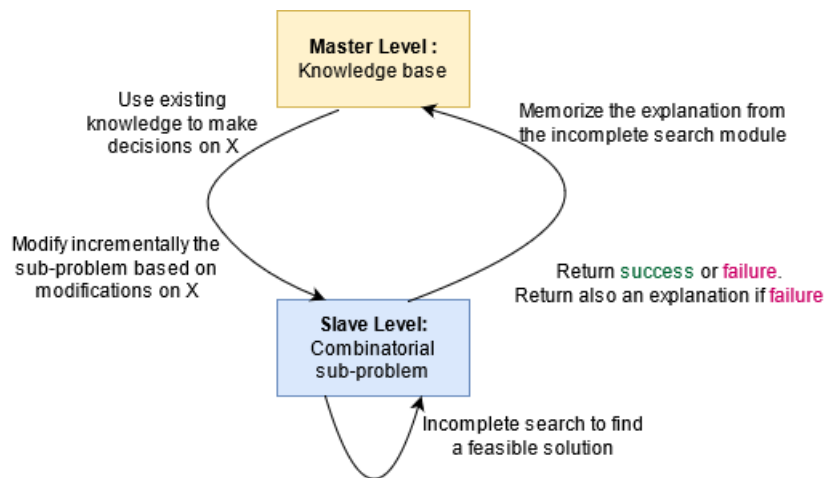 Master Level :
Knowledge base
Use existing
knowledge to make
decisions on X
Memorize the explanation from
the incomplete search module
Modify incrementally the
sub-problem based on
modifications on X
Return success or failure.
Return also an explanation if failure
Slave Level:
Combinatorial
sub-problem
Incomplete search to find
a feasible solution